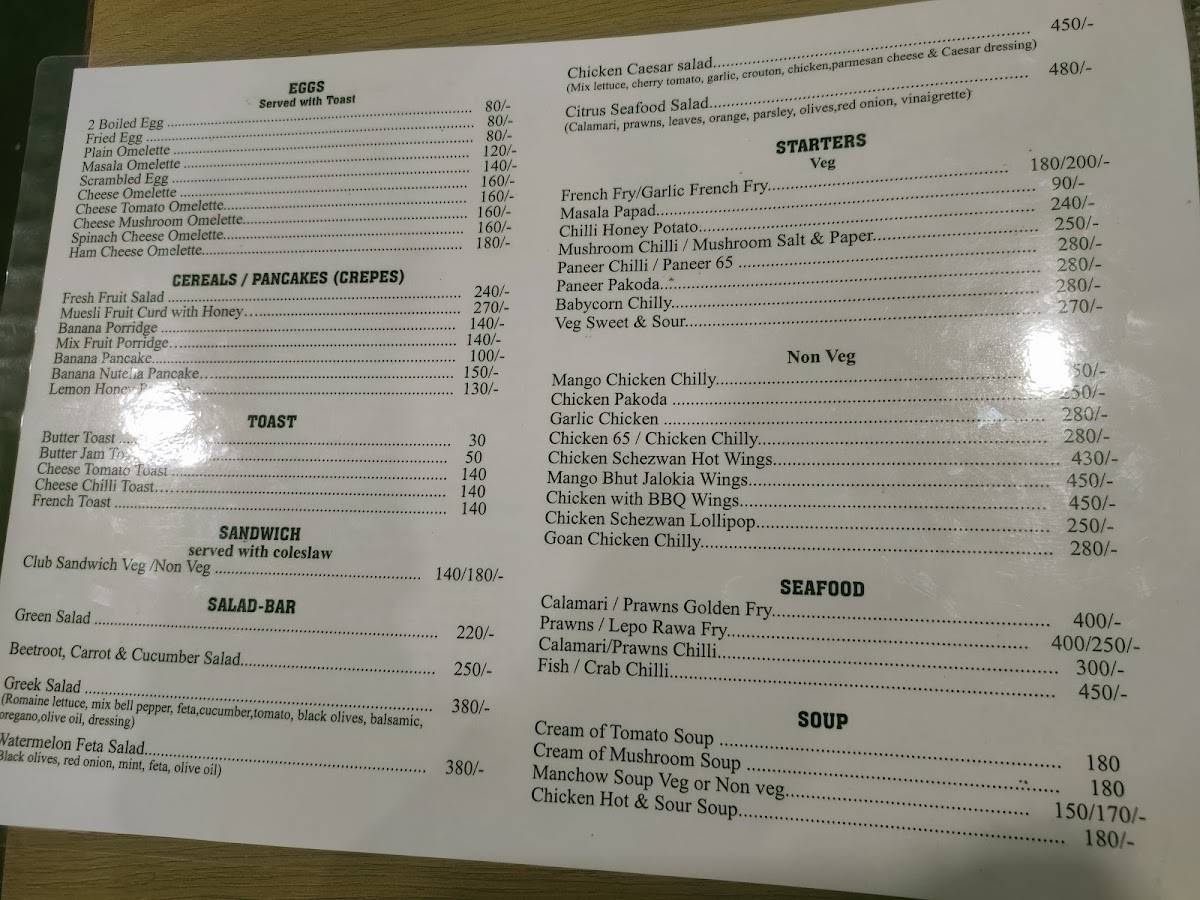 EGGS
Served with Toast
2 Boiled Egg 80/-
Fried Egg 80/-
Plain Omelette 80/-
Masala Omelette 120/-
Scrambled Egg 140/-
Cheese Omelette 160/-
Cheese Tomato Omelette 160/-
Cheese Mushroom Omelette 160/-
Spinach Cheese Omelette 160/-
Ham Cheese Omelette 180/-
CEREALS / PANCAKES (CREPES)
Fresh Fruit Salad 240/-
Muesli Fruit Curd with Honey 270/-
Banana Porridge 140/-
Mix Fruit Porridge 140/-
Banana Pancake 100/-
Banana Nutella Pancake 150/-
Lemon Honey 130/-
TOAST
Butter Toast 30
Butter Jam 50
Cheese Tomato Toast 140
Cheese Chilli Toast 140
French Toast 140
SANDWICH
served with coleslaw
Club Sandwich Veg /Non Veg 140/180/-
SALAD-BAR
Green Salad 220/-
Beetroot, Carrot & Cucumber Salad 250/-
Greek Salad 380/-
(Romaine lettuce, mix bell pepper, feta,cucumber,tomato, black olives, balsamic,
oregano,olive oil, dressing)
Watermelon Feta Salad 380/-
Black olives, red onion, mint, feta, olive oil)
Chicken Caesar salad 450/-
(Mix lettuce, cherry tomato, garlic, crouton, chicken,parmesan cheese & Caesar dressing)
Citrus Seafood Salad 480/-
(Calamari, prawns, leaves, orange, parsley, olives,red onion, vinaigrette)
STARTERS
Veg
French Fry/Garlic French Fry 180/200/-
Masala Papad 90/-
Chilli Honey Potato 240/-
Mushroom Chilli / Mushroom Salt & Paper 250/-
Paneer Chilli / Paneer 65 280/-
Paneer Pakoda 280/-
Babycorn Chilly 280/-
Veg Sweet & Sour 270/-
Non Veg
Mango Chicken Chilly
Chicken Pakoda 250/-
Garlic Chicken 280/-
Chicken 65 / Chicken Chilly 280/-
Chicken Schezwan Hot Wings 430/-
Mango Bhut Jalokia Wings 450/-
Chicken with BBQ Wings 450/-
Chicken Schezwan Lollipop 250/-
Goan Chicken Chilly 280/-
SEAFOOD
Calamari / Prawns Golden Fry 400/-
Prawns / Lepo Rawa Fry 400/250/-
Calamari/Prawns Chilli 300/-
Fish / Crab Chilli 450/-
SOUP
Cream of Tomato Soup 180
Cream of Mushroom Soup 180
Manchow Soup Veg or Non veg 150/170/-
Chicken Hot & Sour Soup 180/-